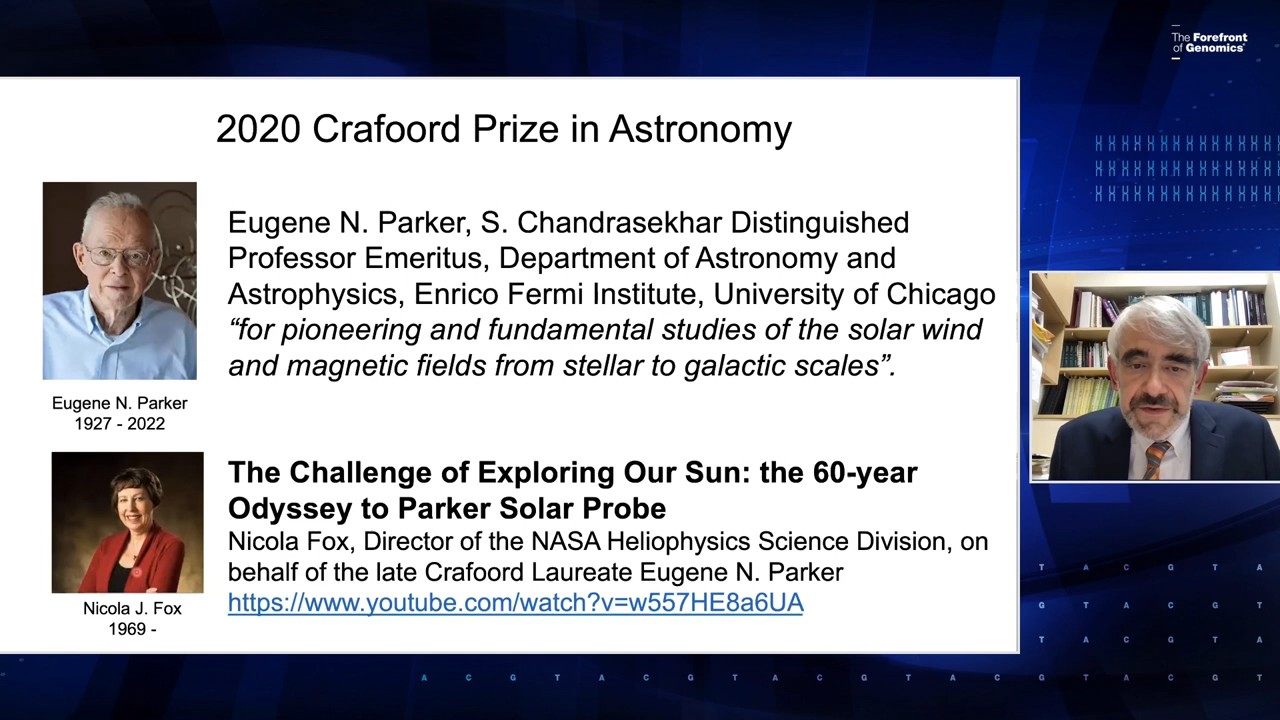 The Forefront
of Genomics®
2020 Crafoord Prize in Astronomy
Eugene N. Parker, S. Chandrasekhar Distinguished
Professor Emeritus, Department of Astronomy and
Astrophysics, Enrico Fermi Institute, University of Chicago
“for pioneering and fundamental studies of the solar wind
and magnetic fields from stellar to galactic scales”.
Eugene N. Parker
1927 - 2022
The Challenge of Exploring Our Sun: the 60-year
Odyssey to Parker Solar Probe
Nicola Fox, Director of the NASA Heliophysics Science Division, on
behalf of the late Crafoord Laureate Eugene N. Parker
https://www.youtube.com/watch?v=w557HE8a6UA
Nicola J. Fox
1969 -
T A C G T A
G T A C G T
T A C G T A
A C G T A C G T A C G T A C G T A C G T